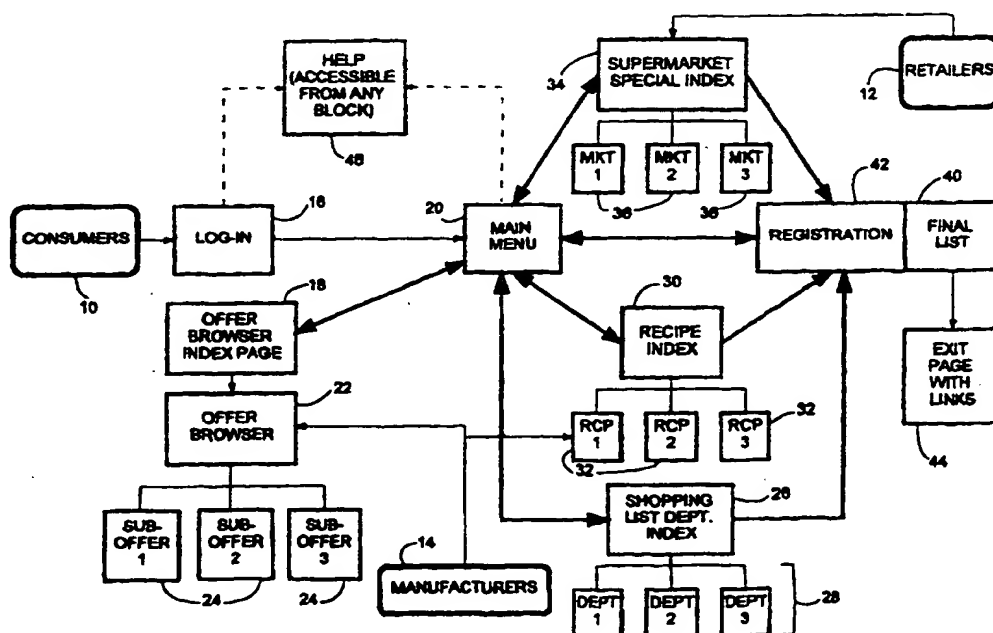 HELP
(ACCESSIBLE
FROM ANY
BLOCK)
48
34
SUPERMARKET
SPECIAL INDEX
12
RETAILERS
MKT
1
MKT
2
MKT
3
36
36
42
40
CONSUMERS
10
16
LOG-IN
20
MAIN
MENU
REGISTRATION
FINAL
LIST
18
OFFER
BROWSER
INDEX PAGE
30
RECIPE
INDEX
EXIT
PAGE
WITH
LINKS
44
22
OFFER
BROWSER
RCP
1
RCP
2
RCP
3
32
32
26
SHOPPING
LIST DEPT.
INDEX
SUB-
OFFER
1
SUB-
OFFER
2
SUB-
OFFER
3
24
24
14
MANUFACTURERS
DEPT
1
DEPT
2
DEPT
3
28